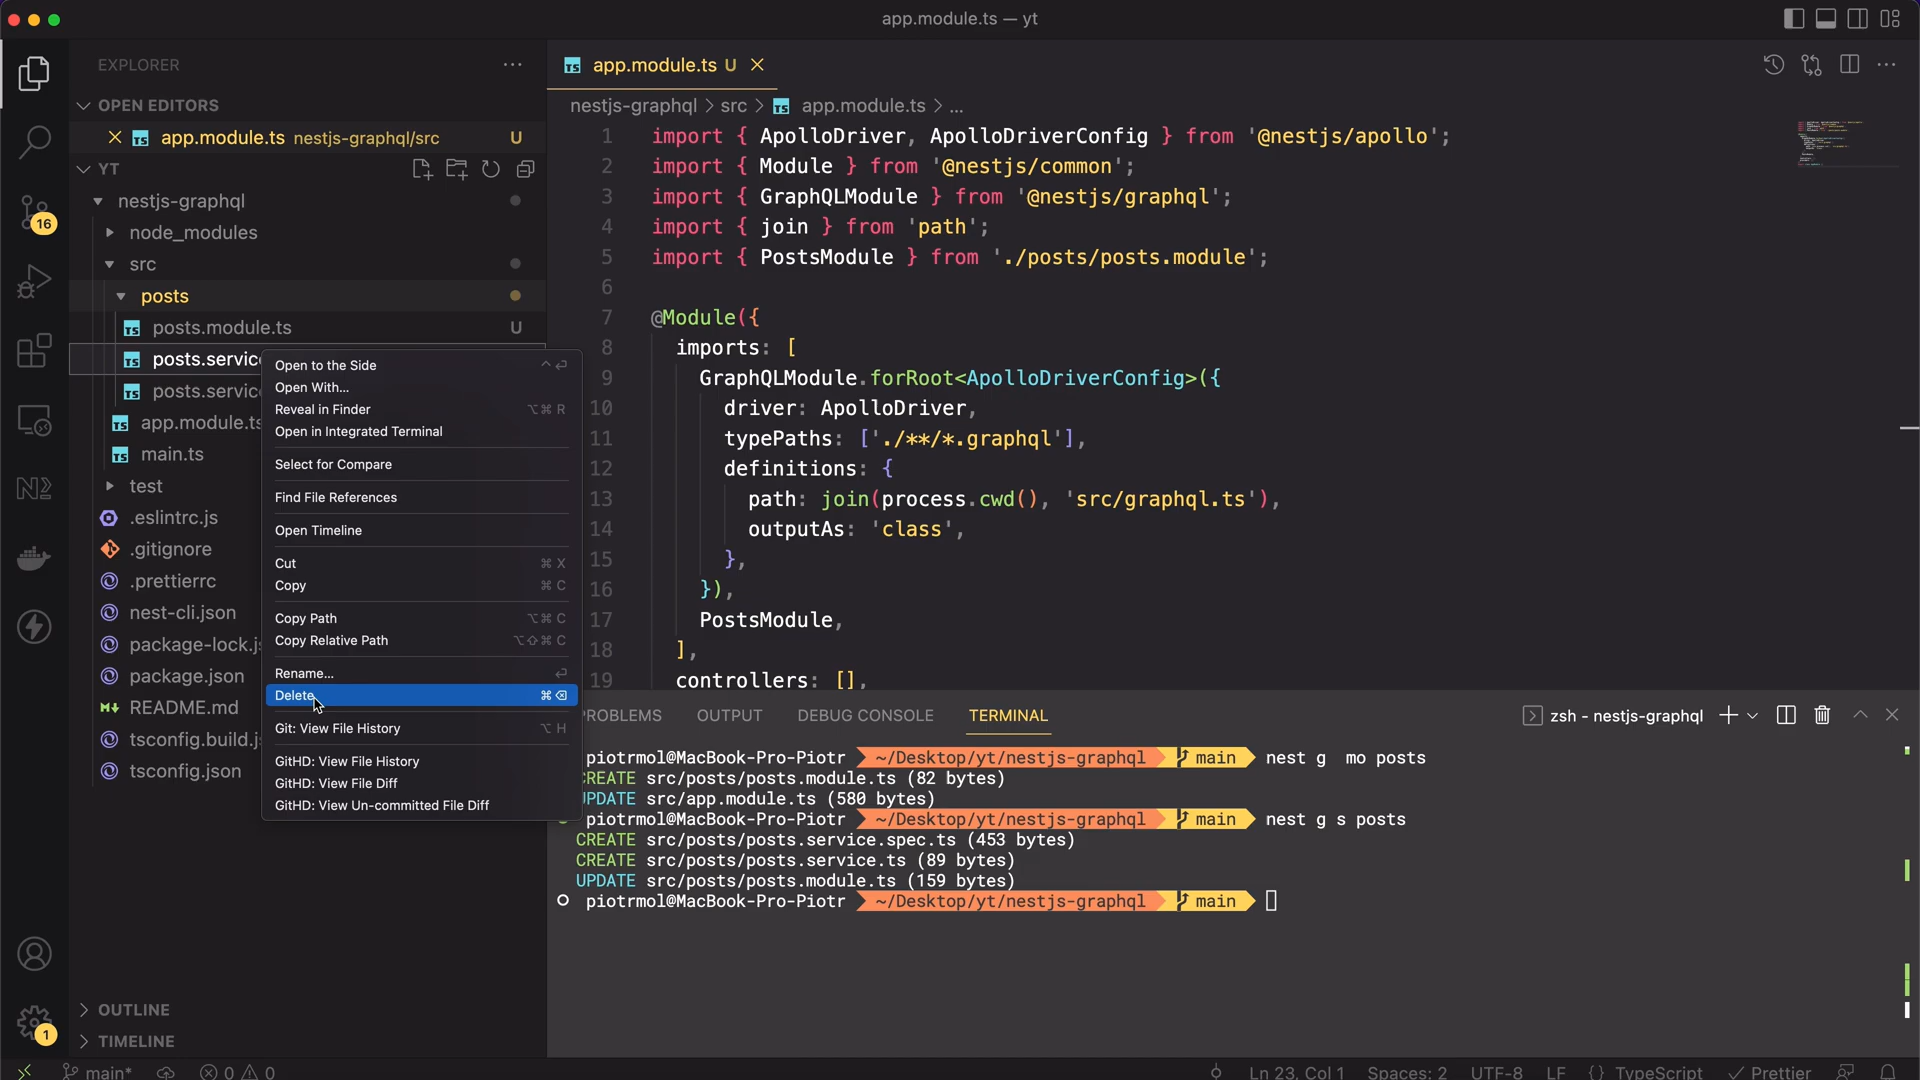 app.module.ts — yt
EXPLORER
OPEN EDITORS
app.module.ts nestjs-graphql/src U
YT
nestjs-graphql
node_modules
src
posts
posts.module.ts U
posts.servic
posts.servic
app.module.ts
main.ts
test
.eslintrc.js
.gitignore
.prettierrc
nest-cli.json
package-lock.js
package.json
README.md
tsconfig.build.j
tsconfig.json
OUTLINE
TIMELINE
16
1
Open to the Side
Open With...
Reveal in Finder ⌥⌘ R
Open in Integrated Terminal
Select for Compare
Find File References
Open Timeline
Cut ⌘ X
Copy ⌘ C
Copy Path ⌥⌘ C
Copy Relative Path ⌥⇧⌘ C
Rename...
Delete ⌘ ⌫
Git: View File History ⌥ H
GitHD: View File History
GitHD: View File Diff
GitHD: View Un-committed File Diff
app.module.ts U
nestjs-graphql > src > app.module.ts > ...
1 import { ApolloDriver, ApolloDriverConfig } from '@nestjs/apollo';
2 import { Module } from '@nestjs/common';
3 import { GraphQLModule } from '@nestjs/graphql';
4 import { join } from 'path';
5 import { PostsModule } from './posts/posts.module';
6
7 @Module({
8 imports: [
9 GraphQLModule.forRoot<ApolloDriverConfig>({
10 driver: ApolloDriver,
11 typePaths: ['./**/*.graphql'],
12 definitions: {
13 path: join(process.cwd(), 'src/graphql.ts'),
14 outputAs: 'class',
15 },
16 }),
17 PostsModule,
18 ],
19 controllers: [],
PROBLEMS OUTPUT DEBUG CONSOLE TERMINAL zsh - nestjs-graphql
piotrmol@MacBook-Pro-Piotr ~/Desktop/yt/nestjs-graphql main nest g  mo posts
CREATE src/posts/posts.module.ts (82 bytes)
UPDATE src/app.module.ts (580 bytes)
piotrmol@MacBook-Pro-Piotr ~/Desktop/yt/nestjs-graphql main nest g s posts
CREATE src/posts/posts.service.spec.ts (453 bytes)
CREATE src/posts/posts.service.ts (89 bytes)
UPDATE src/posts/posts.module.ts (159 bytes)
piotrmol@MacBook-Pro-Piotr ~/Desktop/yt/nestjs-graphql main
main* 0 0 Ln 23, Col 1 Spaces: 2 UTF-8 LF {} TypeScript Prettier